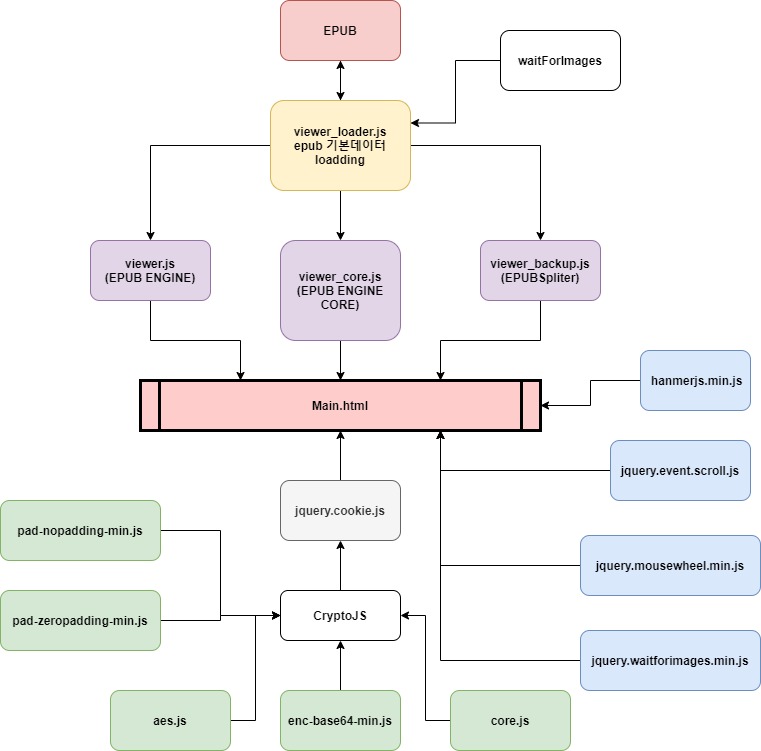 EPUB
waitForImages
viewer_loader.js
epub 기본데이터
loadding
viewer.js
(EPUB ENGINE)
viewer_core.js
(EPUB ENGINE
CORE)
viewer_backup.js
(EPUBSpliter)
hanmerjs.min.js
Main.html
jquery.event.scroll.js
jquery.cookie.js
pad-nopadding-min.js
jquery.mousewheel.min.js
pad-zeropadding-min.js
CryptoJS
jquery.waitforimages.min.js
aes.js
enc-base64-min.js
core.js